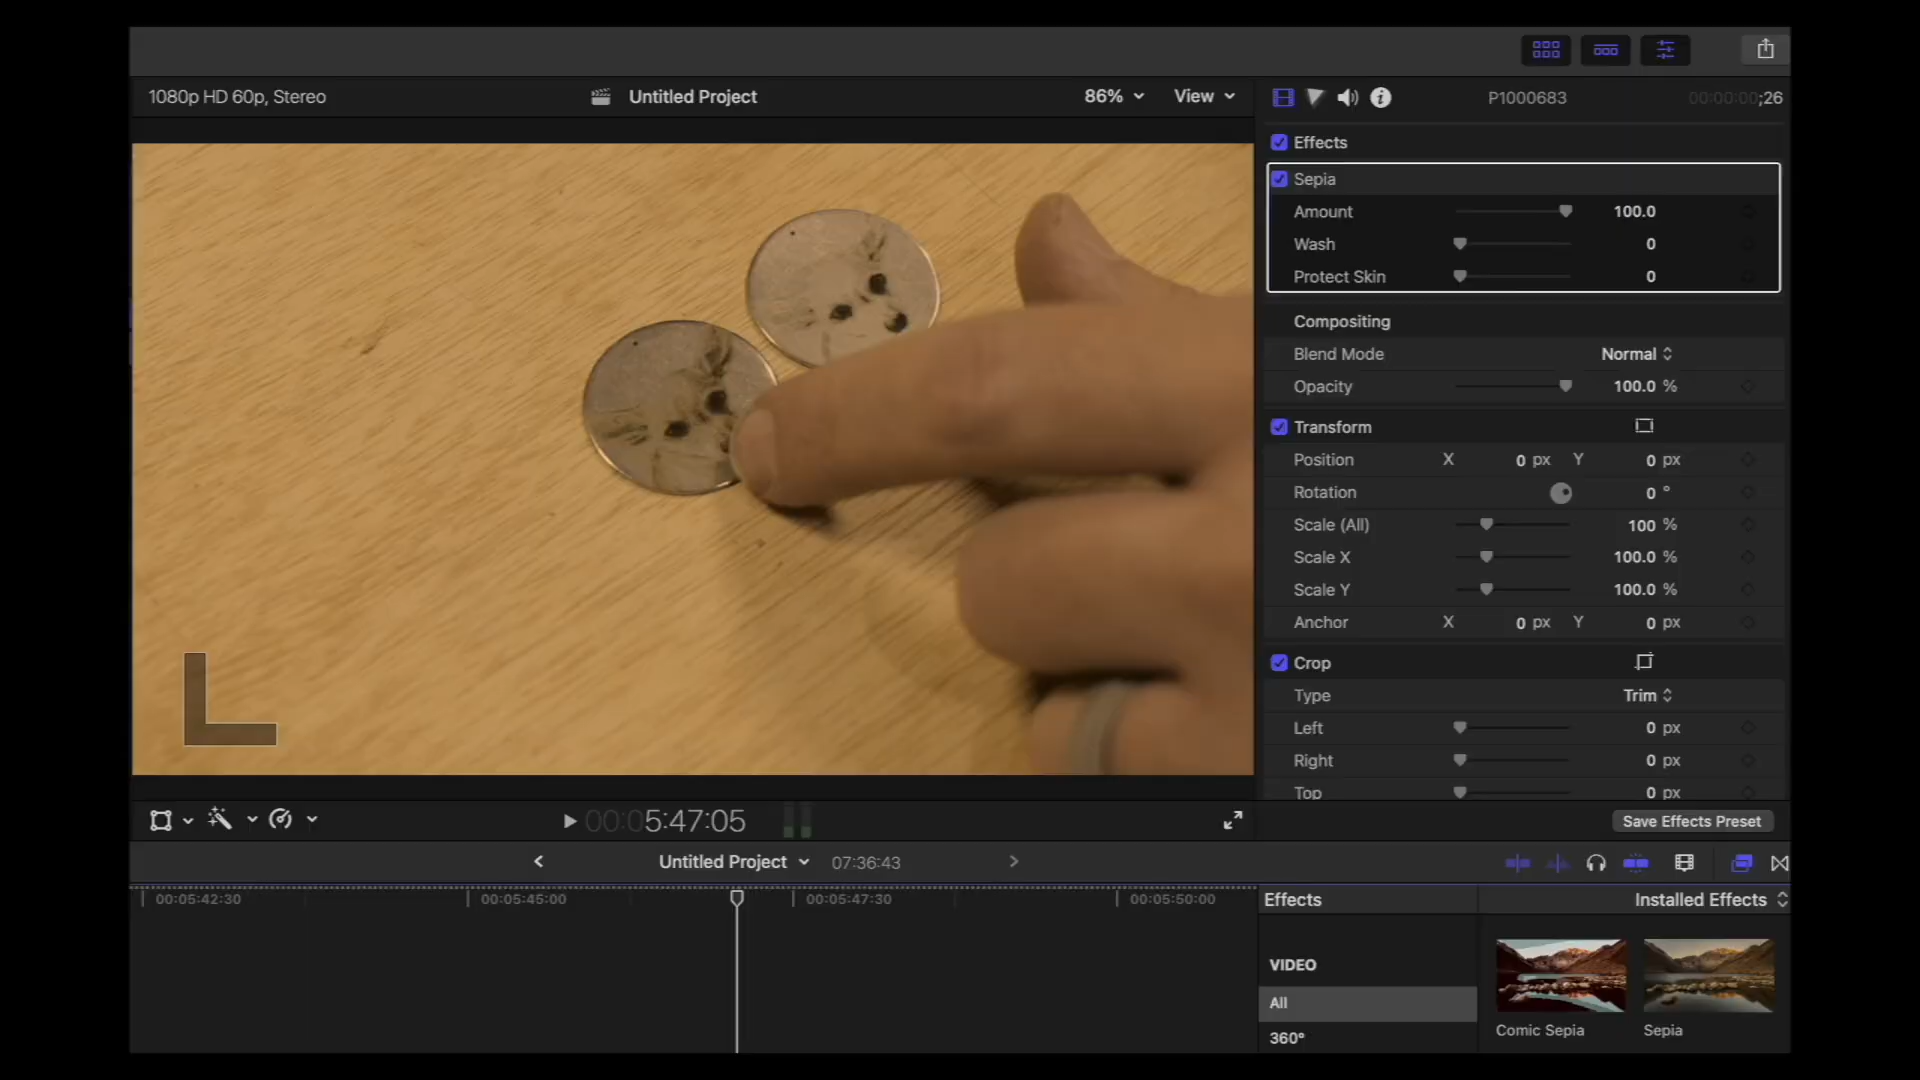 1080p HD 60p, Stereo
Untitled Project
86%
View
P1000683
00:00:00;26
Effects
Sepia
Amount 100.0
Wash 0
Protect Skin 0
Compositing
Blend Mode Normal
Opacity 100.0 %
Transform
Position X 0 px Y 0 px
Rotation 0 °
Scale (All) 100 %
Scale X 100.0 %
Scale Y 100.0 %
Anchor X 0 px Y 0 px
Crop
Type Trim
Left 0 px
Right 0 px
Top 0 px
00:05:47:05
Save Effects Preset
Untitled Project 07:36:43
00:05:42:30 00:05:45:00 00:05:47:30 00:05:50:00
Effects
Installed Effects
VIDEO
All
360°
Comic Sepia
Sepia